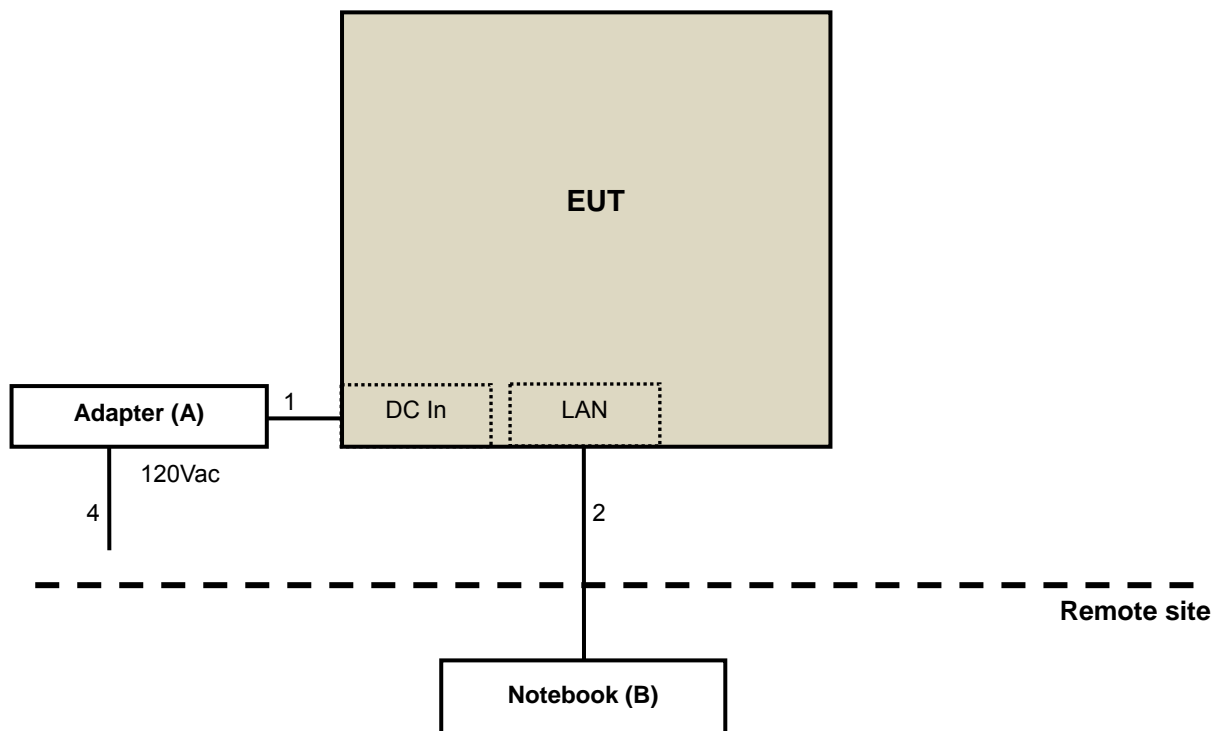 EUT
DC In
LAN
Adapter (A)
1
120Vac
4
2
Remote site
Notebook (B)